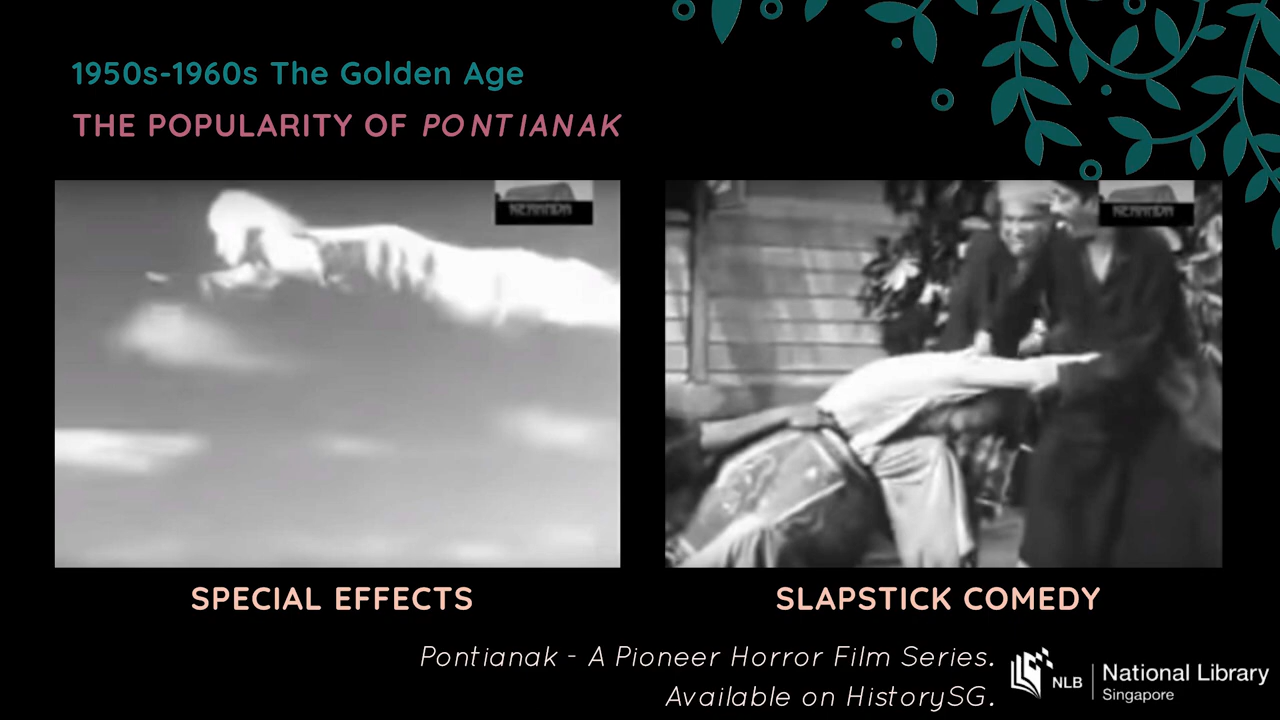 1950s-1960s The Golden Age
THE POPULARITY OF PONTIANAK
SPECIAL EFFECTS
SLAPSTICK COMEDY
Pontianak - A Pioneer Horror Film Series.
Available on HistorySG.
NLB
National Library
Singapore